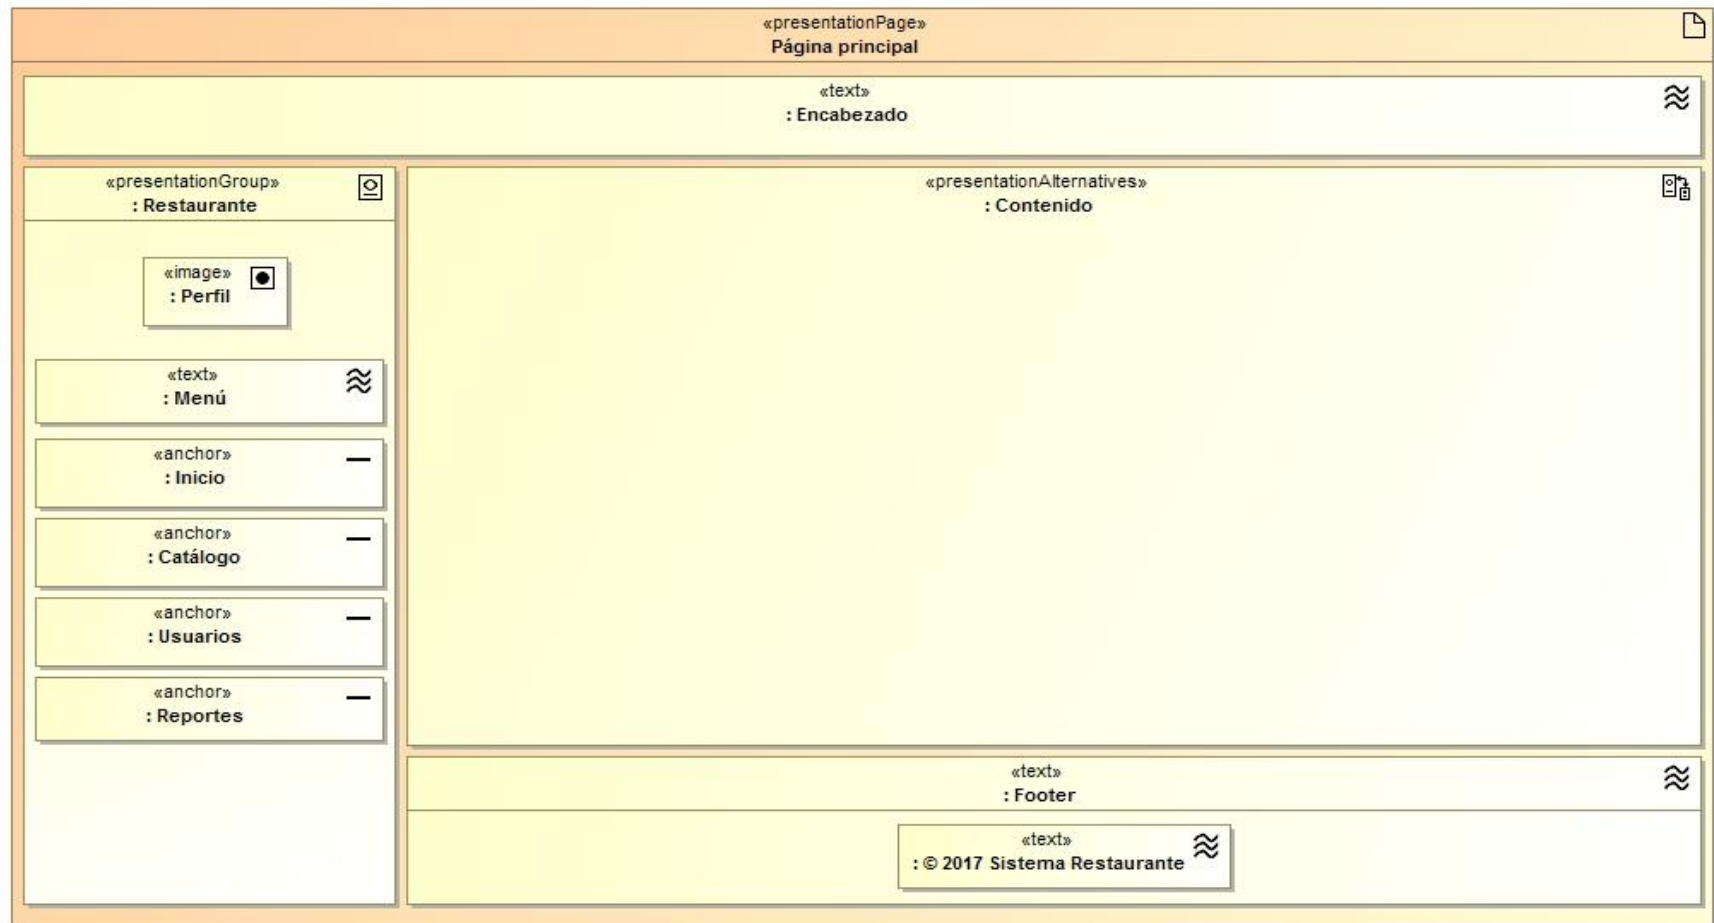 «presentationPage»
Página principal
«text»
: Encabezado
«presentationGroup»
: Restaurante
«image»
: Perfil
«text»
: Menú
«anchor»
: Inicio
«anchor»
: Catálogo
«anchor»
: Usuarios
«anchor»
: Reportes
«presentationAlternatives»
: Contenido
«text»
: Footer
«text»
: © 2017 Sistema Restaurante